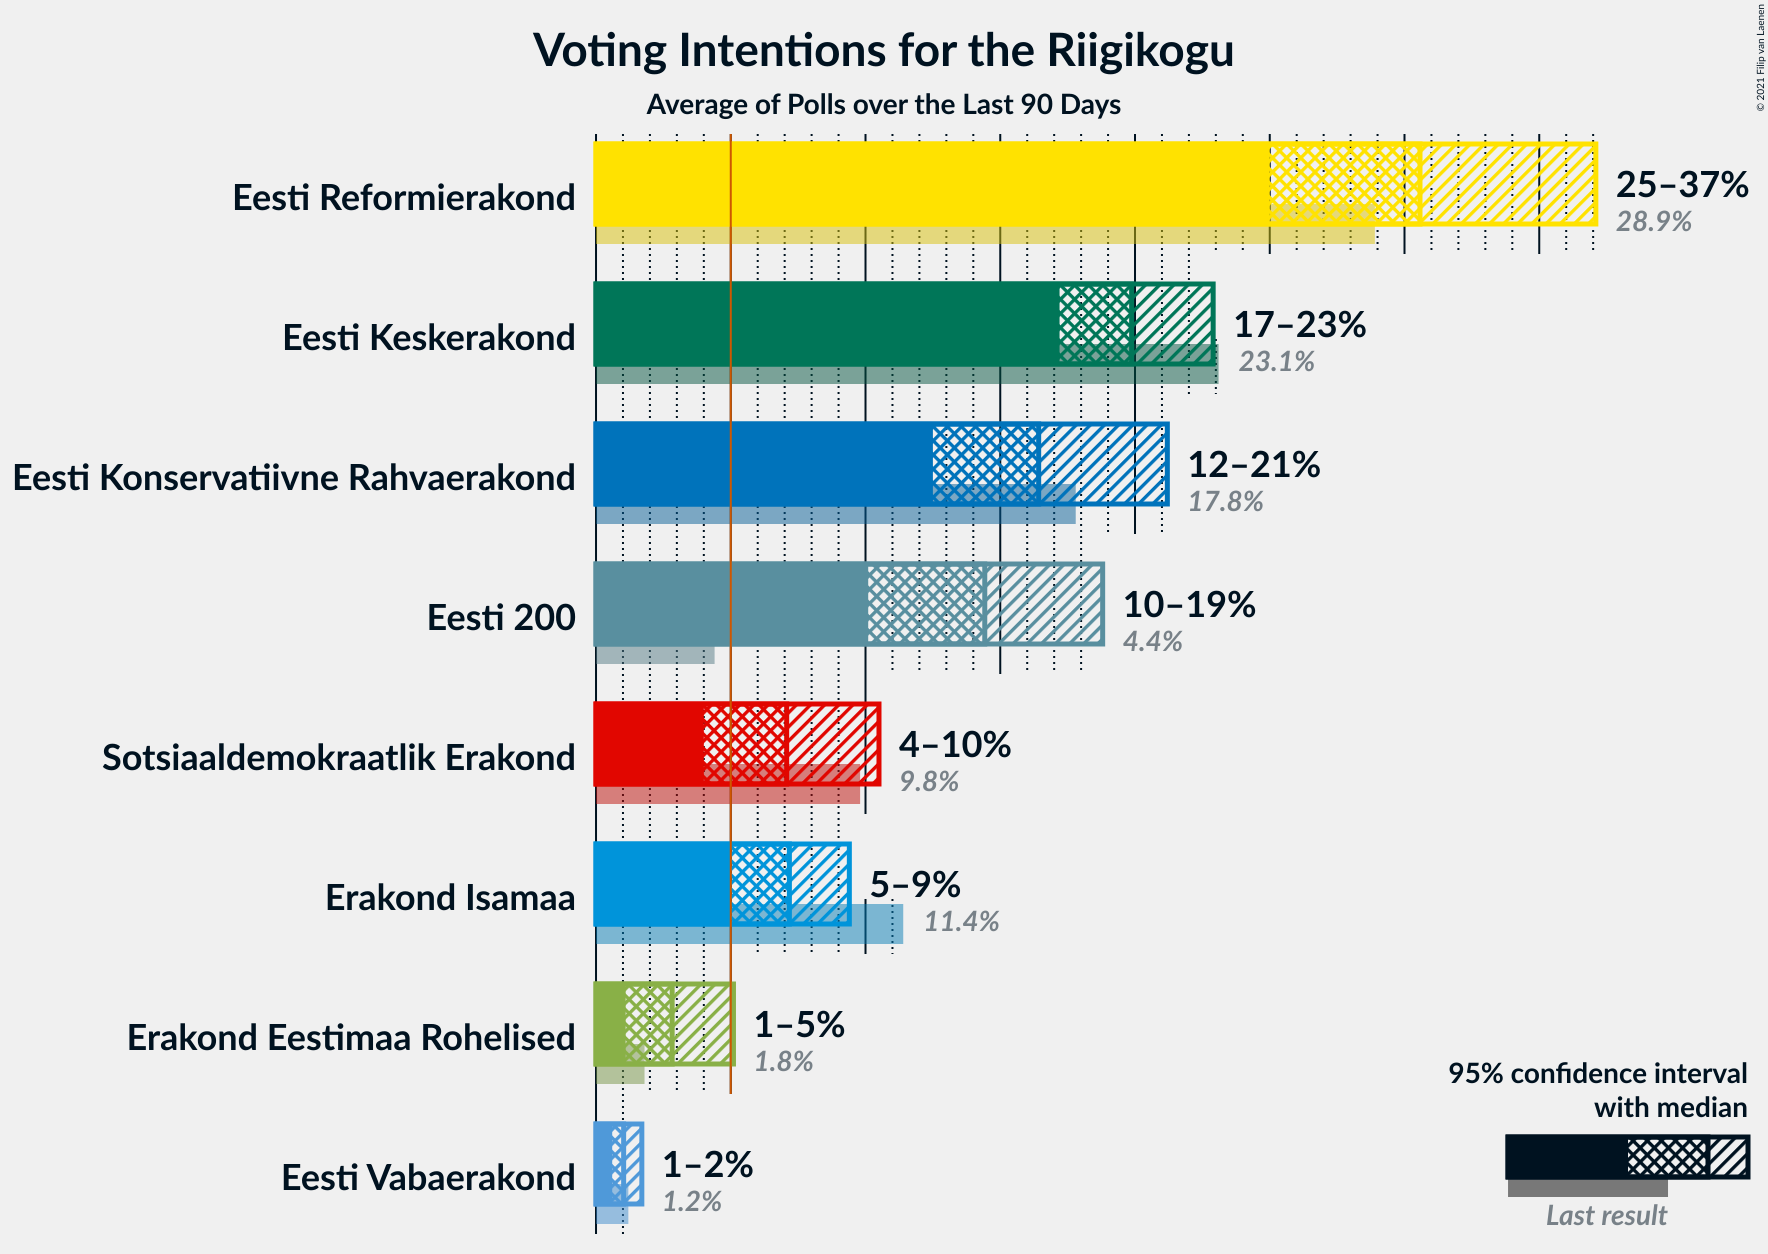 Voting Intentions for the Riigikogu
Average of Polls over the Last 90 Days
© 2021 Filip van Laenen
Eesti Reformierakond
25–37%
28.9%
Eesti Keskerakond
17–23%
23.1%
Eesti Konservatiivne Rahvaerakond
12–21%
17.8%
Eesti 200
10–19%
4.4%
Sotsiaaldemokraatlik Erakond
4–10%
9.8%
Erakond Isamaa
5–9%
11.4%
Erakond Eestimaa Rohelised
1–5%
1.8%
Eesti Vabaerakond
1–2%
1.2%
95% confidence interval
with median
Last result